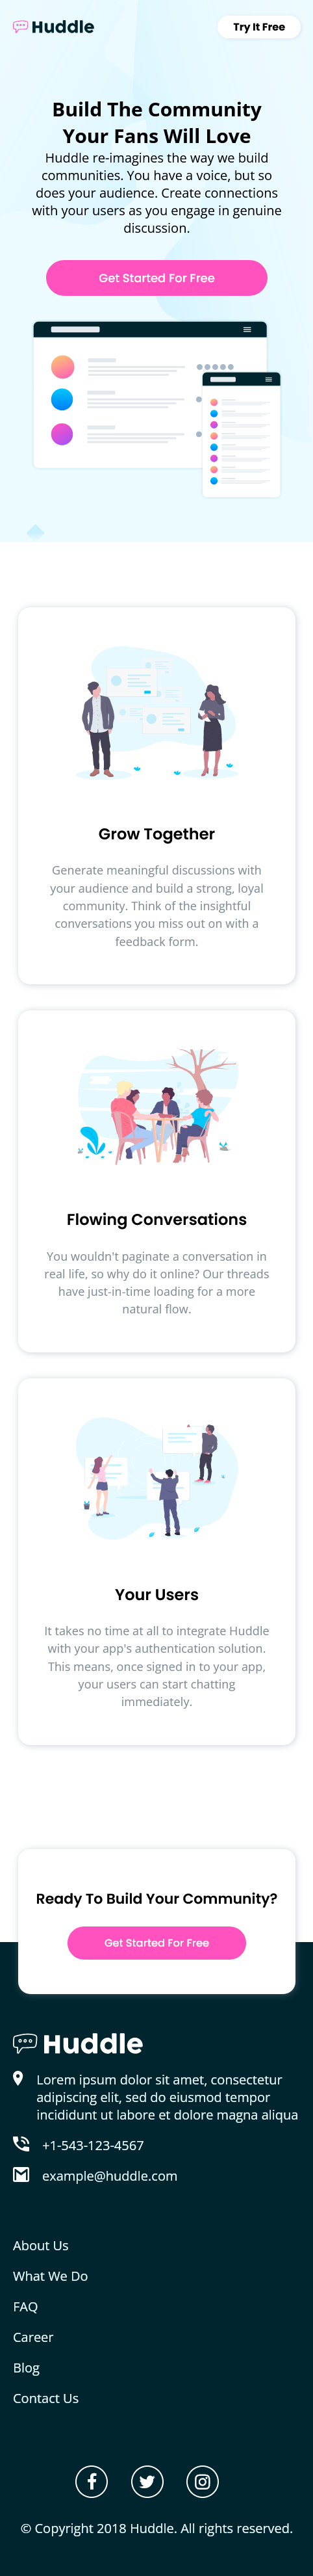 Huddle
Try It Free
Build The Community
Your Fans Will Love
Huddle re-imagines the way we build
communities. You have a voice, but so
does your audience. Create connections
with your users as you engage in genuine
discussion.
Get Started For Free
Grow Together
Generate meaningful discussions with
your audience and build a strong, loyal
community. Think of the insightful
conversations you miss out on with a
feedback form.
Flowing Conversations
You wouldn't paginate a conversation in
real life, so why do it online? Our threads
have just-in-time loading for a more
natural flow.
Your Users
It takes no time at all to integrate Huddle
with your app's authentication solution.
This means, once signed in to your app,
your users can start chatting
immediately.
Ready To Build Your Community?
Get Started For Free
Huddle
Lorem ipsum dolor sit amet, consectetur
adipiscing elit, sed do eiusmod tempor
incididunt ut labore et dolore magna aliqua
+1-543-123-4567
example@huddle.com
About Us
What We Do
FAQ
Career
Blog
Contact Us
© Copyright 2018 Huddle. All rights reserved.